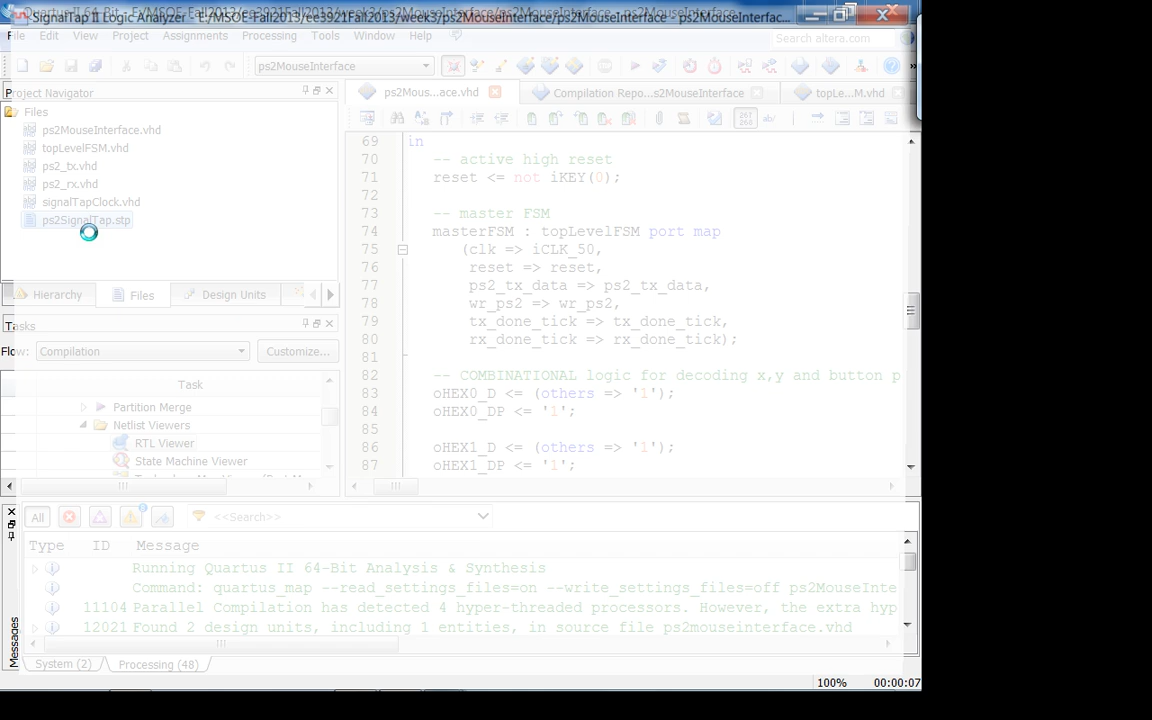 SignalTap II Logic Analyzer - E:/MSOE-Fall2013/ee3921Fall2013/week3/ps2MouseInterface/ps2MouseInterface - ps2MouseInterfac...
File Edit View Project Assignments Processing Tools Window Help
Search altera.com
ps2MouseInterface
Project Navigator
ps2Mous...ace.vhd
Compilation Repo...s2MouseInterface
topLe...M.vhd
Files
ps2MouseInterface.vhd
topLevelFSM.vhd
ps2_tx.vhd
ps2_rx.vhd
signalTapClock.vhd
ps2SignalTap.stp
Hierarchy
Files
Design Units
267
268
ab/
69 in
70 -- active high reset
71 reset <= not iKEY(0);
72
73 -- master FSM
74 masterFSM : topLevelFSM port map
75 (clk => iCLK_50,
76 reset => reset,
77 ps2_tx_data => ps2_tx_data,
78 wr_ps2 => wr_ps2,
79 tx_done_tick => tx_done_tick,
80 rx_done_tick => rx_done_tick);
81
82 -- COMBINATIONAL logic for decoding x,y and button p
83 oHEX0_D <= (others => '1');
84 oHEX0_DP <= '1';
85
86 oHEX1_D <= (others => '1');
87 oHEX1_DP <= '1';
Tasks
Flow: Compilation
Customize...
Task
Partition Merge
Netlist Viewers
RTL Viewer
State Machine Viewer
All
<<Search>>
Type ID Message
Running Quartus II 64-Bit Analysis & Synthesis
Command: quartus_map --read_settings_files=on --write_settings_files=off ps2MouseInte
11104 Parallel Compilation has detected 4 hyper-threaded processors. However, the extra hyp
12021 Found 2 design units, including 1 entities, in source file ps2mouseinterface.vhd
Messages
System (2)
Processing (48)
100% 00:00:07